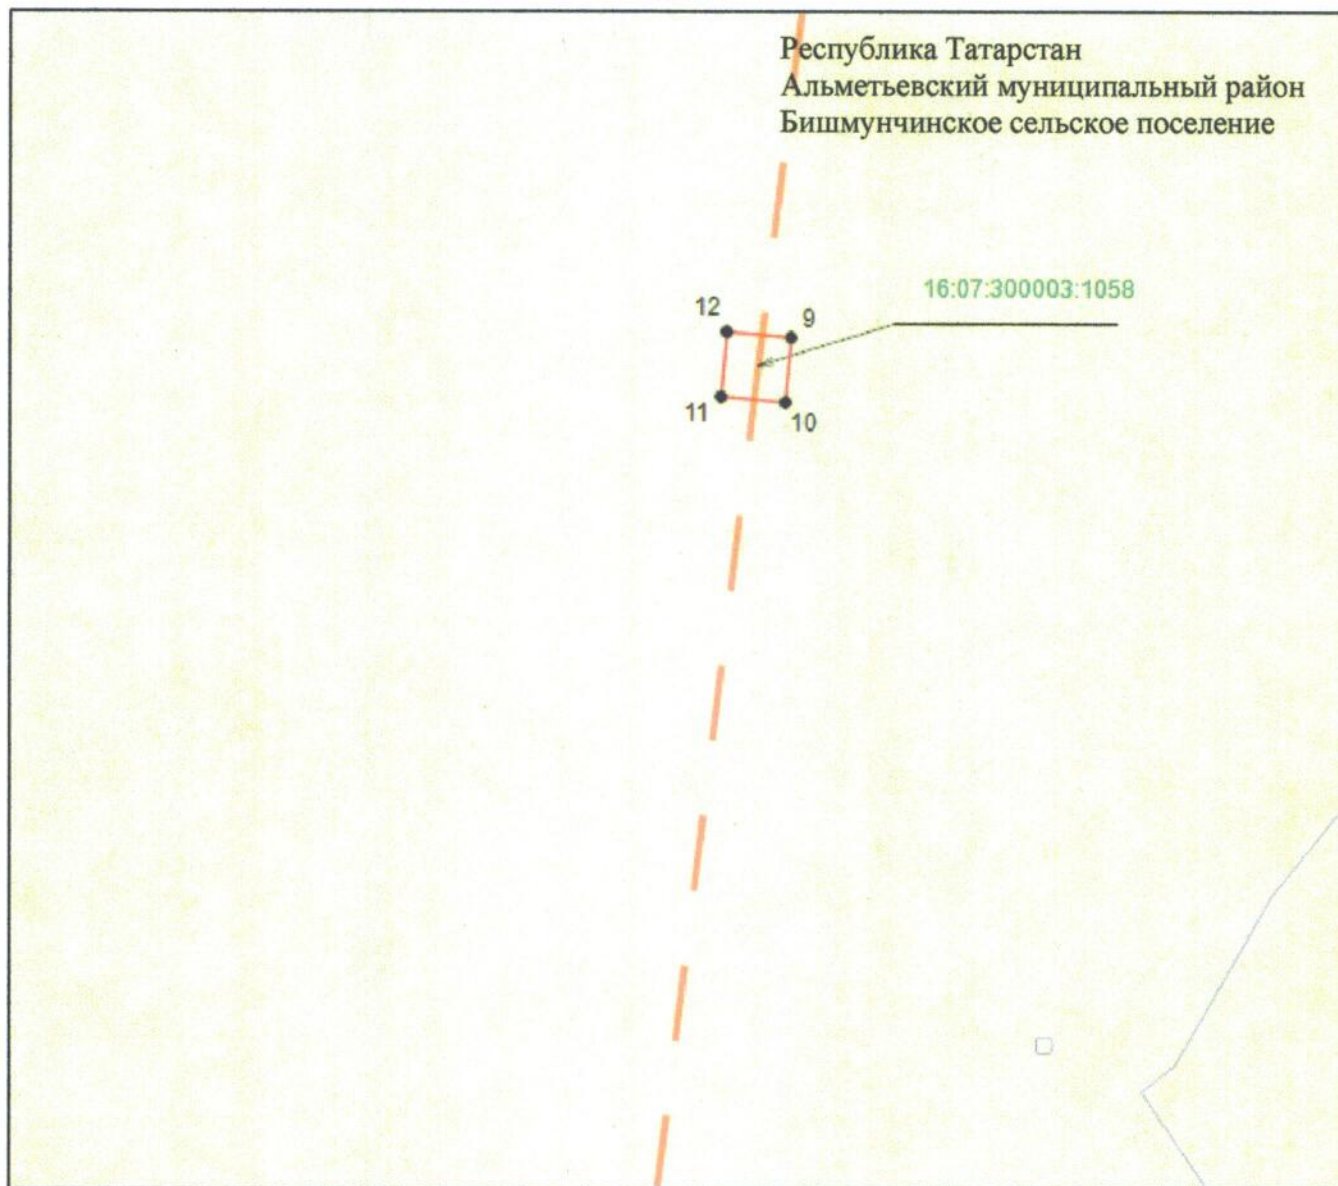 Республика Татарстан
Альметьевский муниципальный район
Бишмунчинское сельское поселение
16:07:300003:1058
12
9
11
10